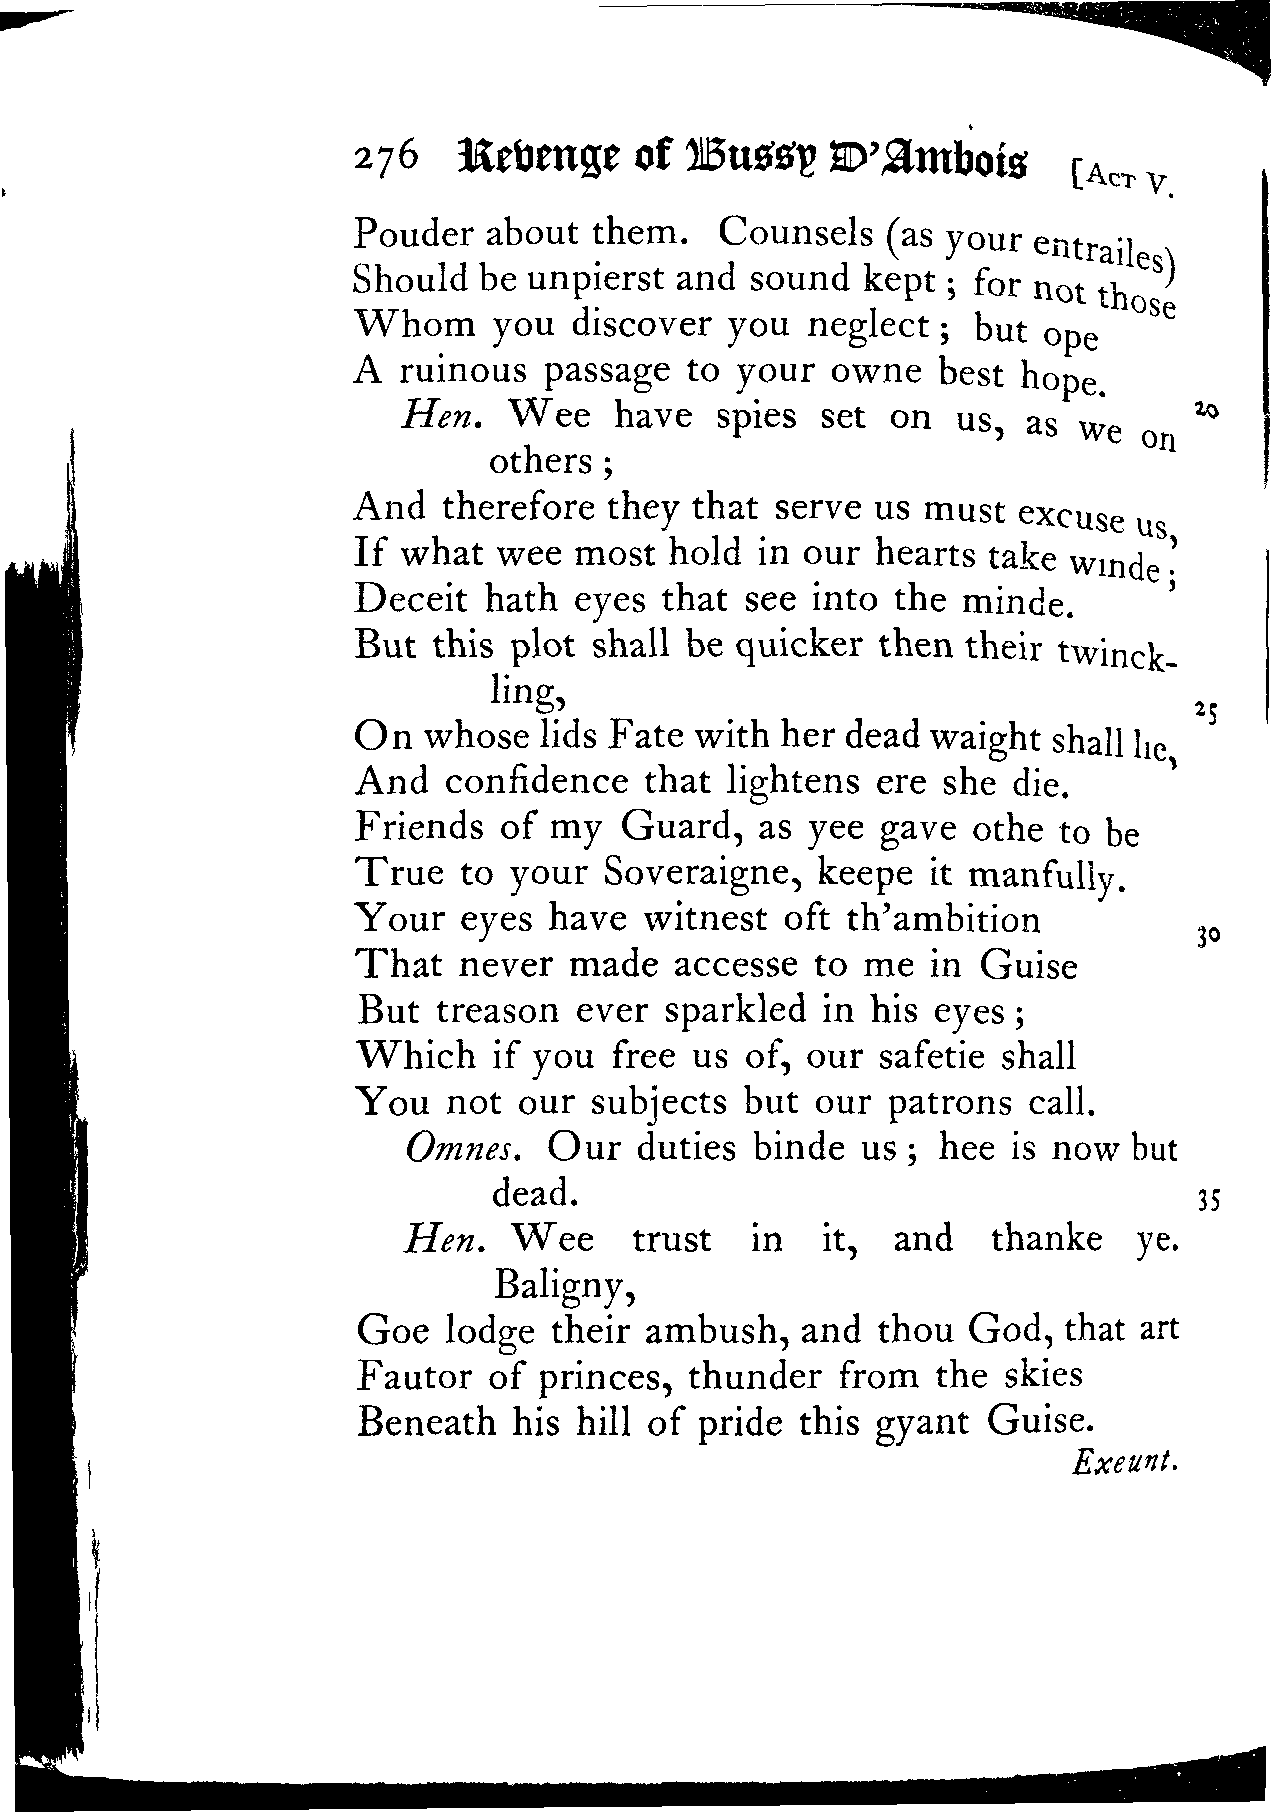 276 Revenge of Bussy D'Ambois [ACT V.
Pouder about them. Counsels (as your entrailes)
Should be unpierst and sound kept ; for not those
Whom you discover you neglect ; but ope
A ruinous passage to your owne best hope.
Hen. Wee have spies set on us, as we on 20
others ;
And therefore they that serve us must excuse us,
If what wee most hold in our hearts take winde ;
Deceit hath eyes that see into the minde.
But this plot shall be quicker then their twinck-
ling, 25
On whose lids Fate with her dead waight shall lie,
And confidence that lightens ere she die.
Friends of my Guard, as yee gave othe to be
True to your Soveraigne, keepe it manfully.
Your eyes have witnest oft th'ambition 30
That never made accesse to me in Guise
But treason ever sparkled in his eyes ;
Which if you free us of, our safetie shall
You not our subjects but our patrons call.
Omnes. Our duties binde us ; hee is now but
dead. 35
Hen. Wee trust in it, and thanke ye.
Baligny,
Goe lodge their ambush, and thou God, that art
Fautor of princes, thunder from the skies
Beneath his hill of pride this gyant Guise.
Exeunt.